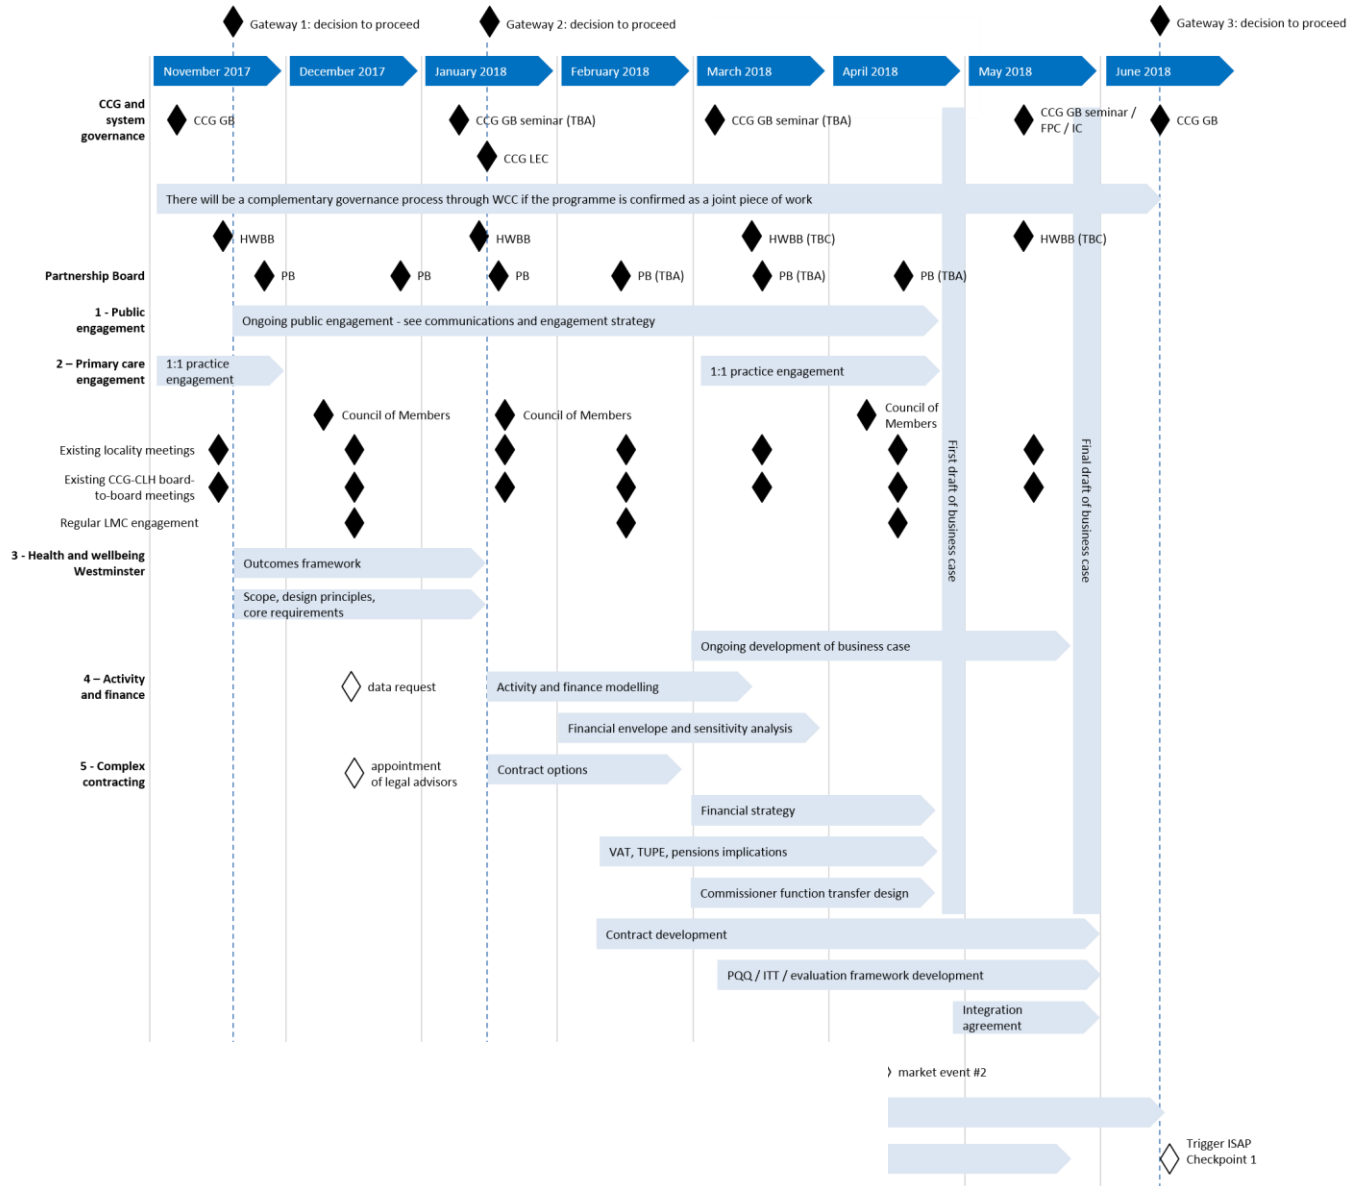 Gateway 1: decision to proceed
Gateway 2: decision to proceed
Gateway 3: decision to proceed
November 2017
December 2017
January 2018
February 2018
March 2018
April 2018
May 2018
June 2018
CCG and
system
governance
CCG GB
CCG GB seminar (TBA)
CCG GB seminar (TBA)
CCG GB seminar /
FPC / IC
CCG GB
CCG LEC
There will be a complementary governance process through WCC if the programme is confirmed as a joint piece of work
HWBB
HWBB
HWBB (TBC)
HWBB (TBC)
Partnership Board
PB
PB
PB
PB (TBA)
PB (TBA)
PB (TBA)
1 - Public
engagement
Ongoing public engagement - see communications and engagement strategy
2 – Primary care
engagement
1:1 practice
engagement
1:1 practice engagement
Council of Members
Council of Members
Council of
Members
Existing locality meetings
Existing CCG-CLH board-
to-board meetings
Regular LMC engagement
First draft of business case
Final draft of business case
3 - Health and wellbeing
Westminster
Outcomes framework
Scope, design principles,
core requirements
Ongoing development of business case
4 – Activity
and finance
data request
Activity and finance modelling
Financial envelope and sensitivity analysis
5 - Complex
contracting
appointment
of legal advisors
Contract options
Financial strategy
VAT, TUPE, pensions implications
Commissioner function transfer design
Contract development
PQQ / ITT / evaluation framework development
Integration
agreement
market event #2
Trigger ISAP
Checkpoint 1